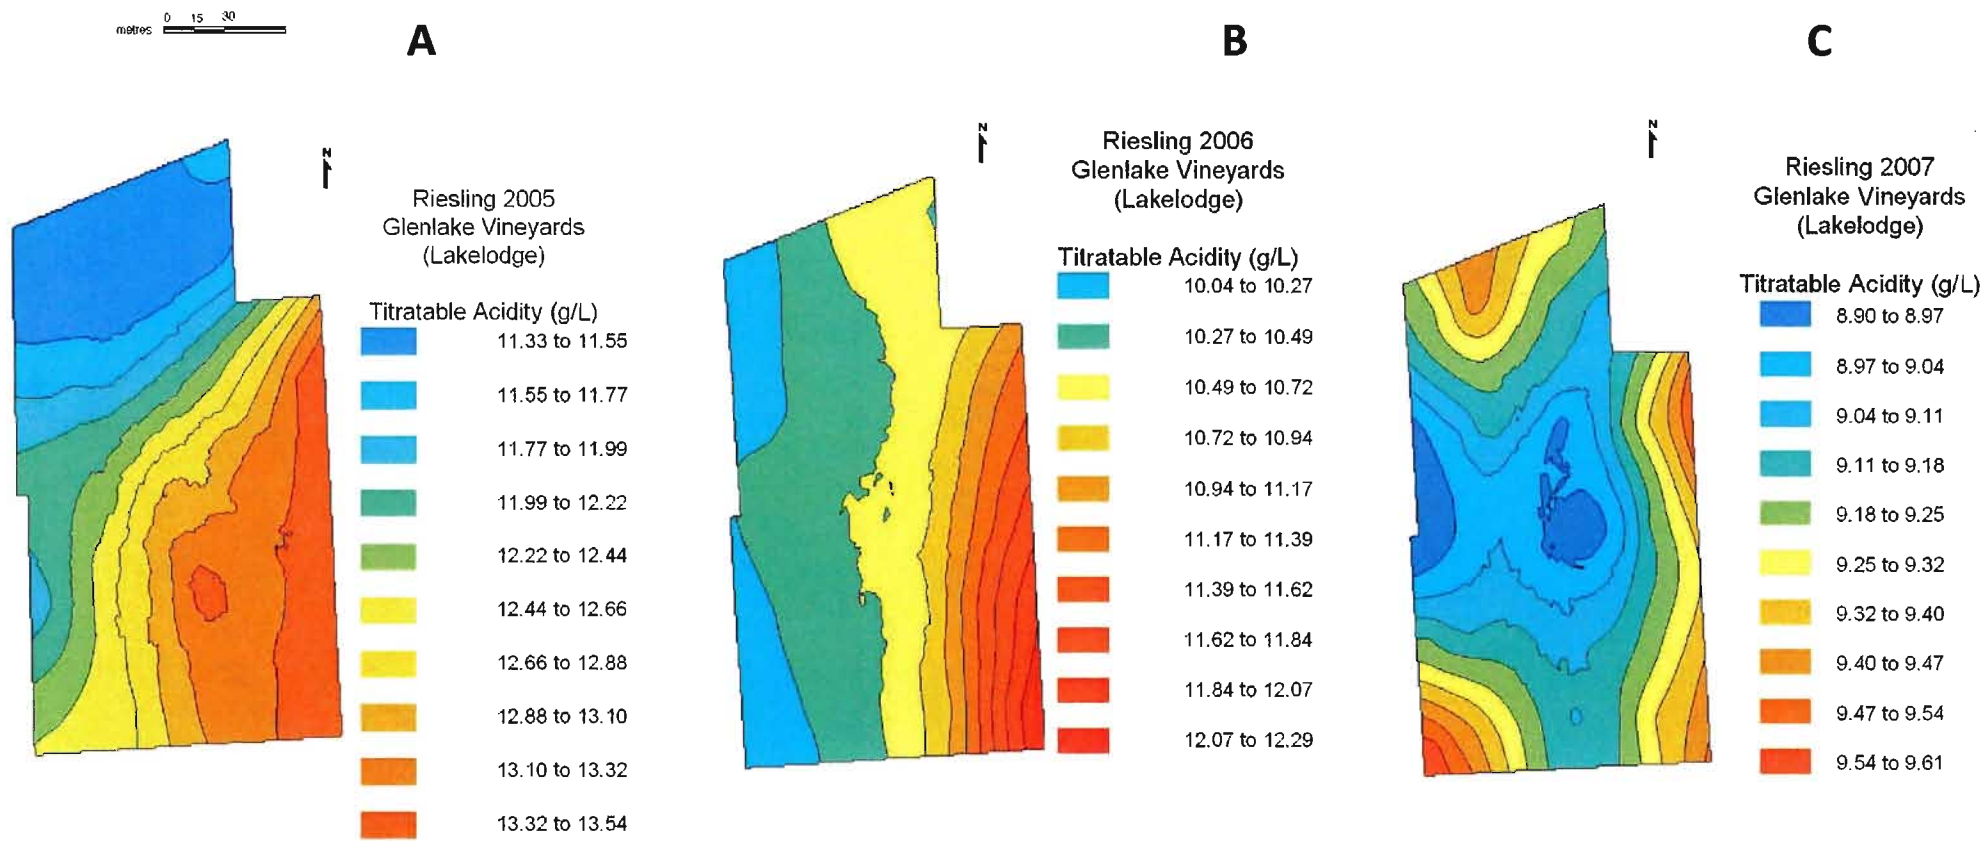 0 15 30
metres
A
N
Riesling 2005
Glenlake Vineyards
(Lakelodge)
Titratable Acidity (g/L)
11.33 to 11.55
11.55 to 11.77
11.77 to 11.99
11.99 to 12.22
12.22 to 12.44
12.44 to 12.66
12.66 to 12.88
12.88 to 13.10
13.10 to 13.32
13.32 to 13.54
B
N
Riesling 2006
Glenlake Vineyards
(Lakelodge)
Titratable Acidity (g/L)
10.04 to 10.27
10.27 to 10.49
10.49 to 10.72
10.72 to 10.94
10.94 to 11.17
11.17 to 11.39
11.39 to 11.62
11.62 to 11.84
11.84 to 12.07
12.07 to 12.29
C
N
Riesling 2007
Glenlake Vineyards
(Lakelodge)
Titratable Acidity (g/L)
8.90 to 8.97
8.97 to 9.04
9.04 to 9.11
9.11 to 9.18
9.18 to 9.25
9.25 to 9.32
9.32 to 9.40
9.40 to 9.47
9.47 to 9.54
9.54 to 9.61